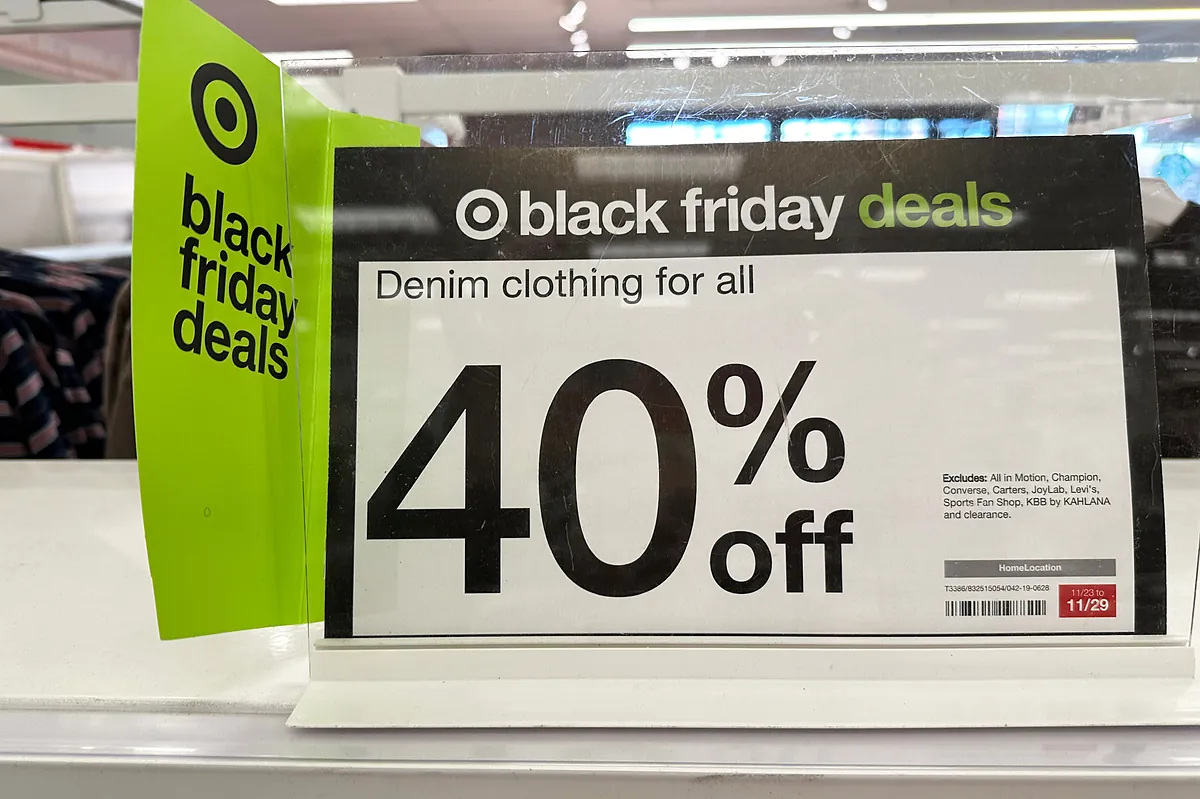 black
friday
deals
black friday deals
Denim clothing for all
40% off
Excludes: All in Motion, Champion,
Converse, Carters, JoyLab, Levi's,
Sports Fan Shop, KBB by KAHLANA
and clearance.
HomeLocation
T3386/832515054/042-19-0628
11/23 to
11/29